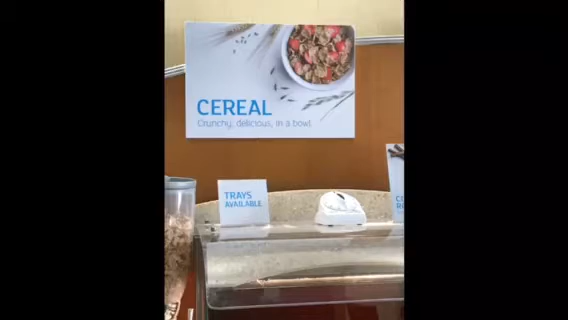 CEREAL
Crunchy, delicious, in a bowl.
TRAYS
AVAILABLE